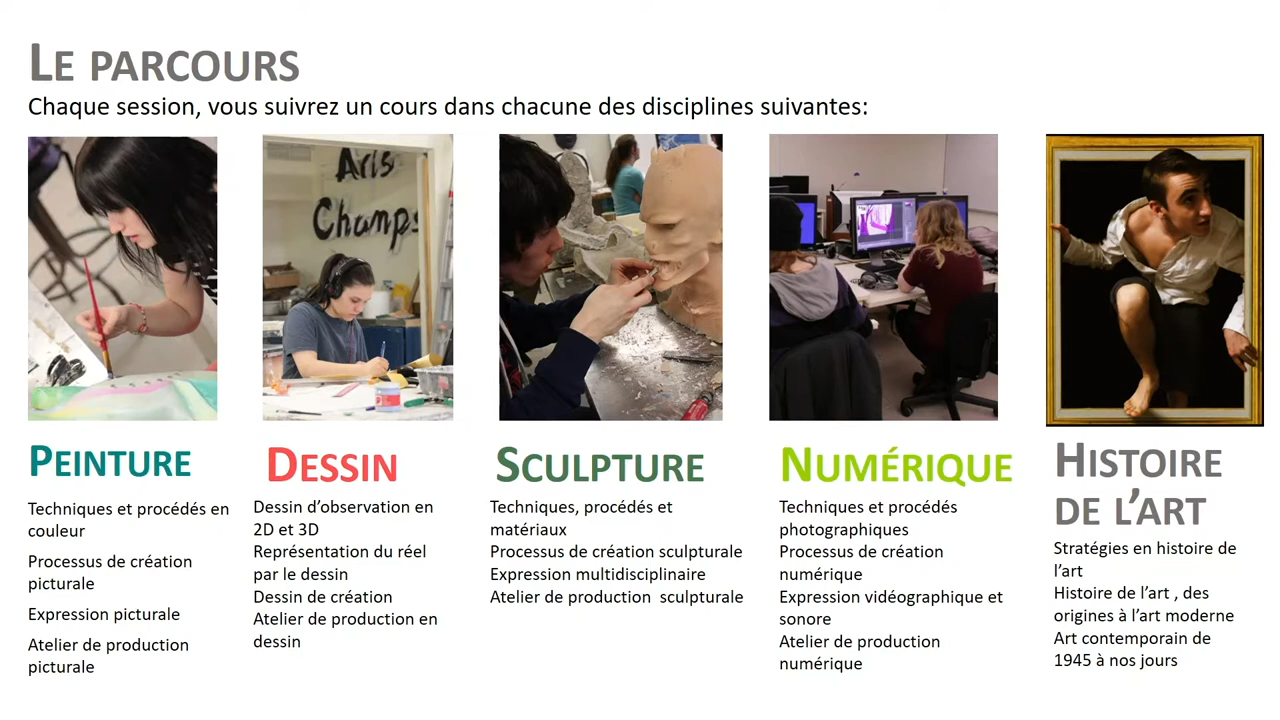 LE PARCOURS
Chaque session, vous suivrez un cours dans chacune des disciplines suivantes:
Aris
Champs
PEINTURE
Techniques et procédés en
couleur
Processus de création
picturale
Expression picturale
Atelier de production
picturale
DESSIN
Dessin d’observation en
2D et 3D
Représentation du réel
par le dessin
Dessin de création
Atelier de production en
dessin
SCULPTURE
Techniques, procédés et
matériaux
Processus de création sculpturale
Expression multidisciplinaire
Atelier de production  sculpturale
NUMÉRIQUE
Techniques et procédés
photographiques
Processus de création
numérique
Expression vidéographique et
sonore
Atelier de production
numérique
HISTOIRE
DE L’ART
Stratégies en histoire de
l’art
Histoire de l’art , des
origines à l’art moderne
Art contemporain de
1945 à nos jours